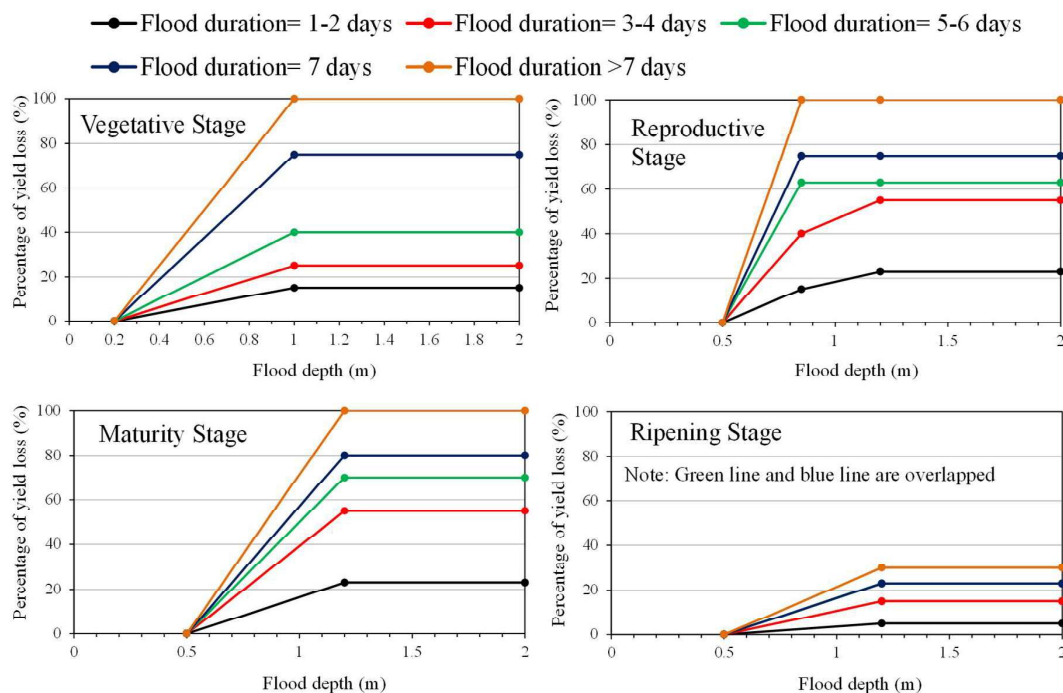 Flood duration= 1-2 days
Flood duration= 3-4 days
Flood duration= 5-6 days
Flood duration= 7 days
Flood duration >7 days
Percentage of yield loss (%)
100
80
60
40
20
0
Vegetative Stage
0 0.2 0.4 0.6 0.8 1 1.2 1.4 1.6 1.8 2
Flood depth (m)
Percentage of yield loss (%)
100
80
60
40
20
0
Reproductive
Stage
0 0.5 1 1.5 2
Flood depth (m)
Percentage of yield loss (%)
100
80
60
40
20
0
Maturity Stage
0 0.5 1 1.5 2
Flood depth (m)
Percentage of yield loss (%)
100
80
60
40
20
0
Ripening Stage
Note: Green line and blue line are overlapped
0 0.5 1 1.5 2
Flood depth (m)